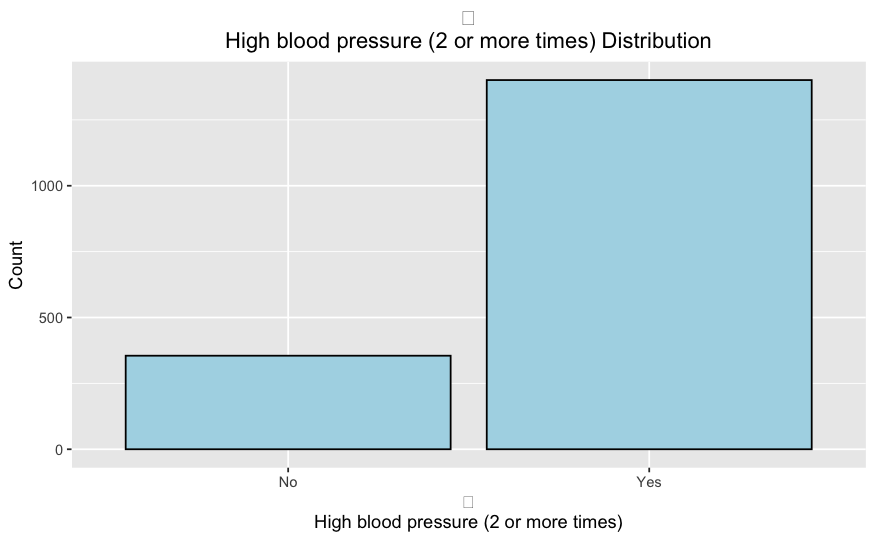 High blood pressure (2 or more times) Distribution
Count
1000
500
0
No
Yes
High blood pressure (2 or more times)